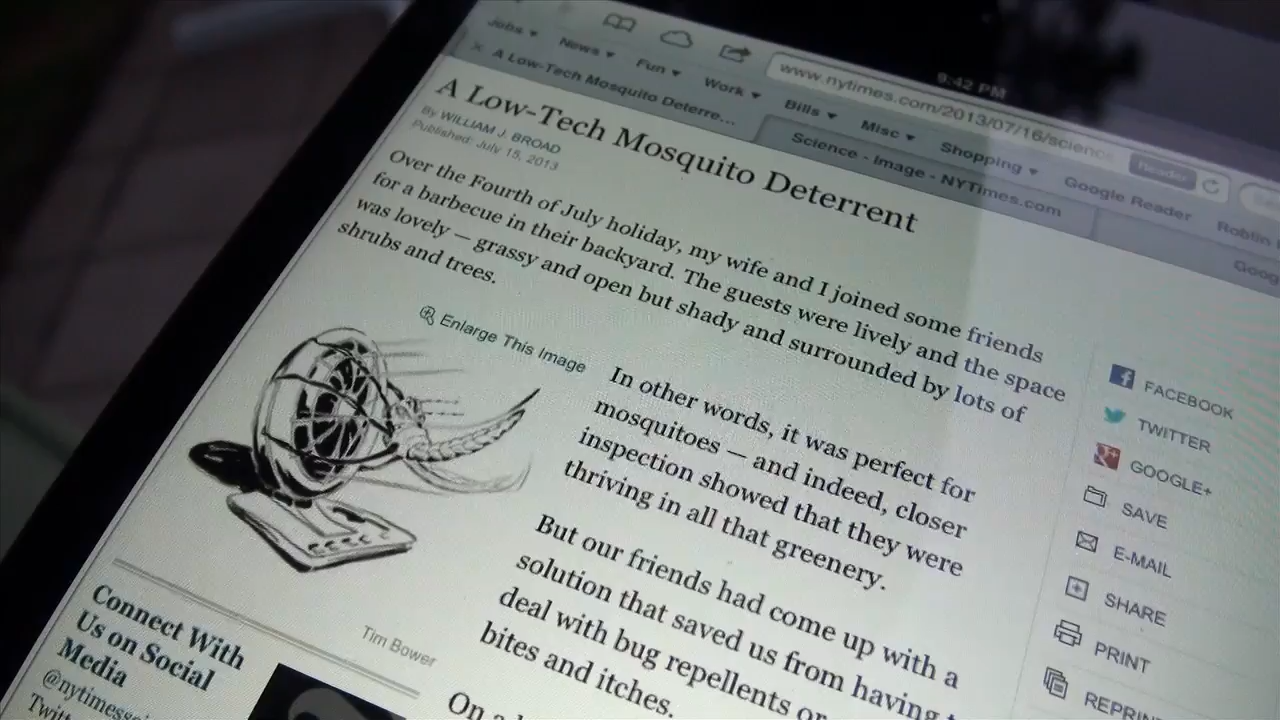 9:42 PM
www.nytimes.com/2013/07/16/science
header
Jobs
News
Fun
Work
Bills
Misc
Shopping
Google Reader
A Low-Tech Mosquito Deterre...
Science - Image - NYTimes.com
A Low-Tech Mosquito Deterrent
By WILLIAM J. BROAD
Published: July 15, 2013
Over the Fourth of July holiday, my wife and I joined some friends
for a barbecue in their backyard. The guests were lively and the space
was lovely — grassy and open but shady and surrounded by lots of
shrubs and trees.
Enlarge This Image
In other words, it was perfect for
mosquitoes — and indeed, closer
inspection showed that they were
thriving in all that greenery.
But our friends had come up with a
solution that saved us from having
deal with bug repellents or
bites and itches.
Tim Bower
Connect With
Us on Social
Media
FACEBOOK
TWITTER
GOOGLE+
SAVE
E-MAIL
SHARE
PRINT